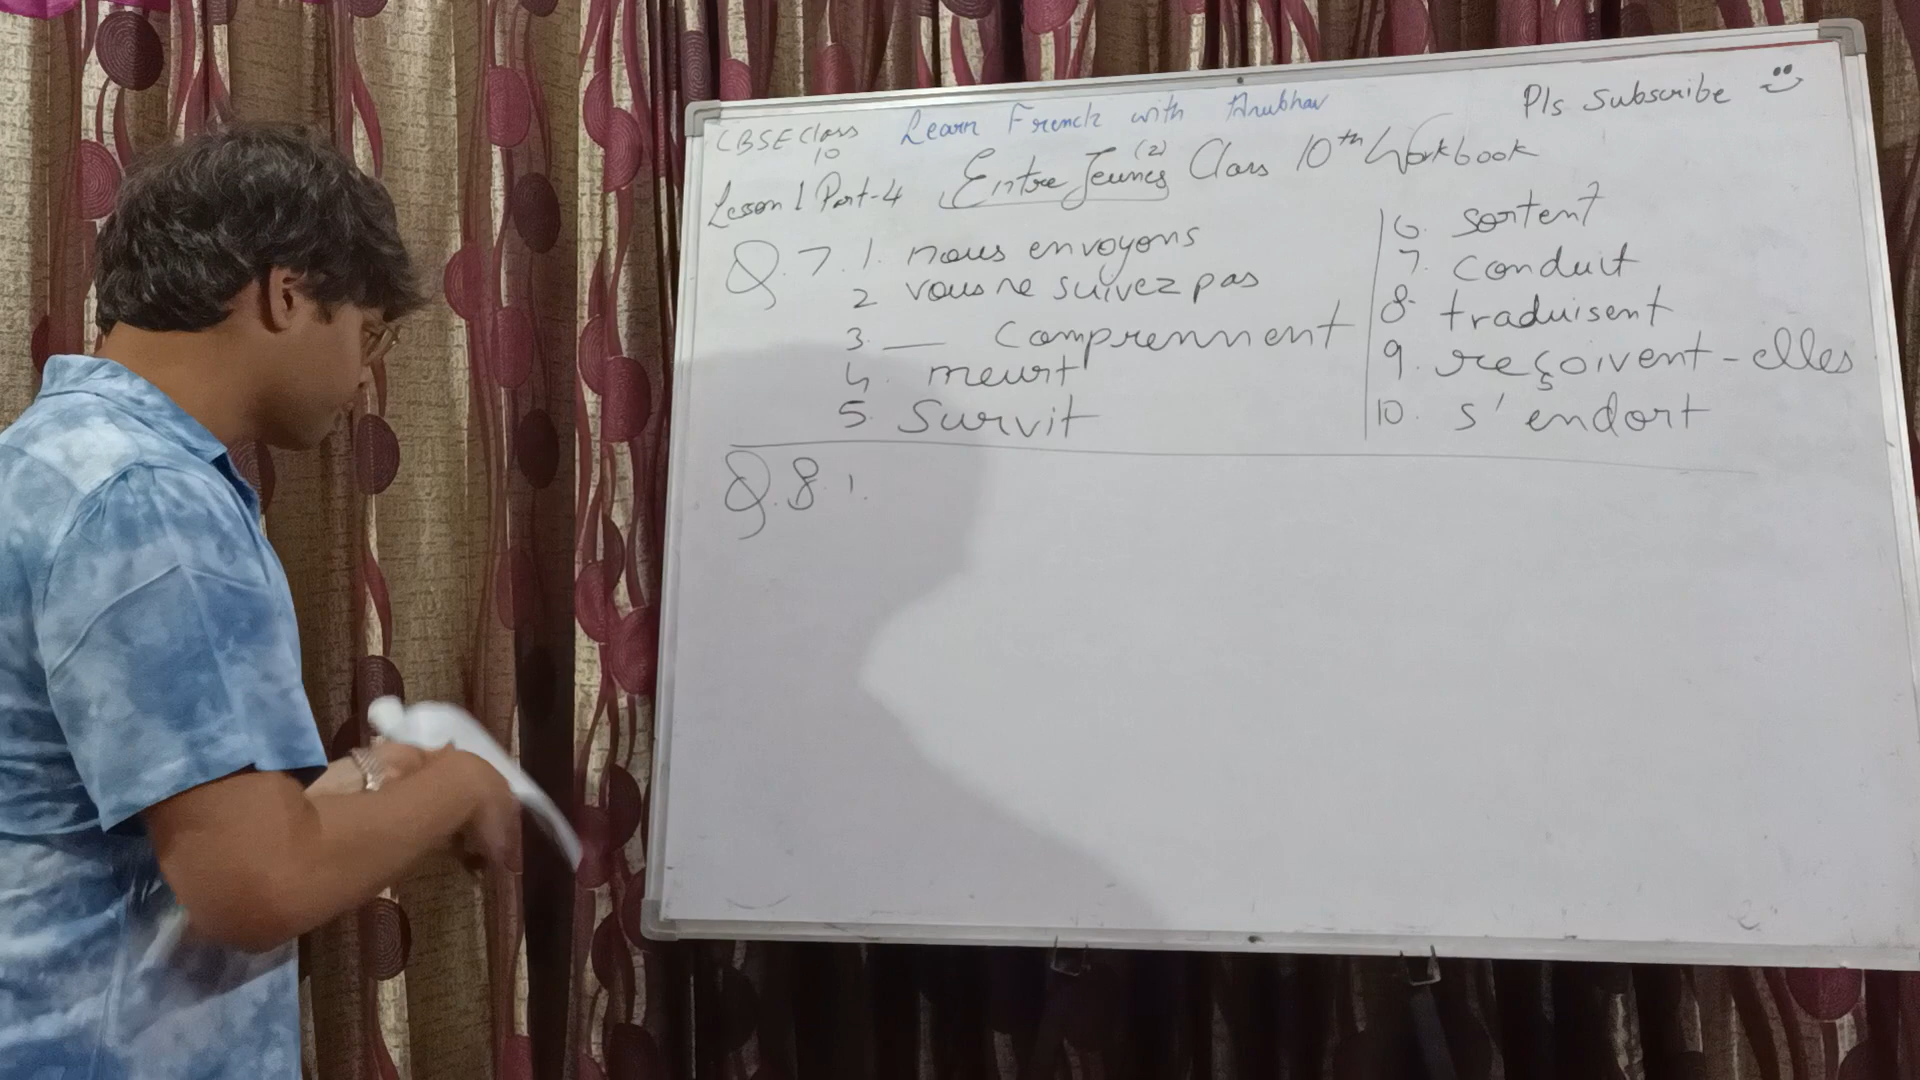 CBSE Class 10
Learn French with Anubhav
Pls Subscribe
Lesson 1 Part-4
Entre Jeunes (2) Class 10th Workbook
Q.7. 1. nous envoyons
2 vous ne suivez pas
3. — comprennent
4. meurt
5. Survit
6. sortent
7. conduit
8. traduisent
9. reçoivent-elles
10. s'endort
Q.8 1.